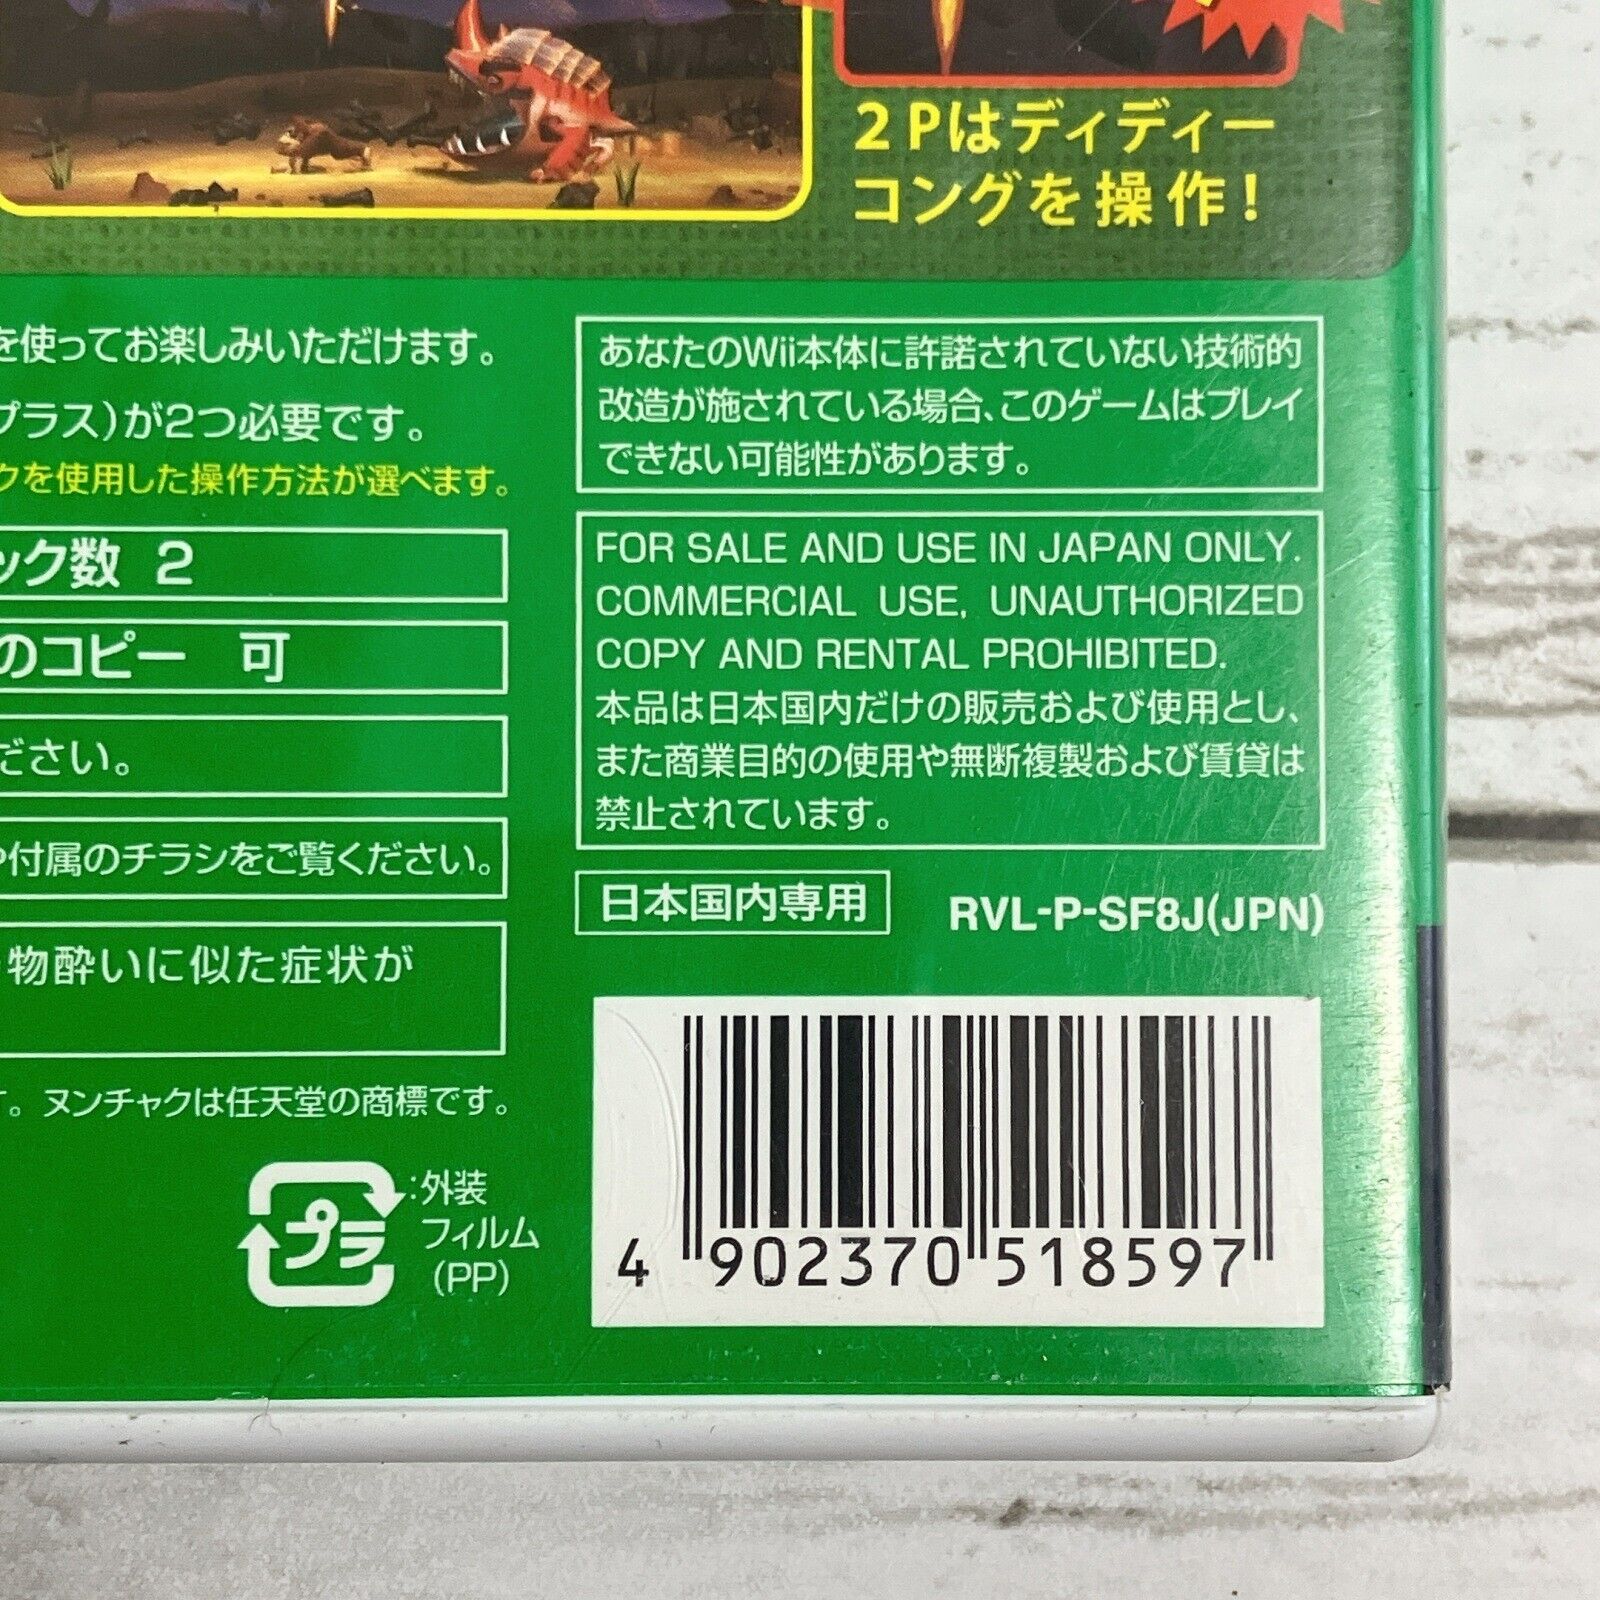 2Pはディディー
コングを操作！
を使ってお楽しみいただけます。
プラス)が2つ必要です。
クを使用した操作方法が選べます。
ック数 2
のコピー 可
ださい。
や付属のチラシをご覧ください。
物酔いに似た症状が
す。ヌンチャクは任天堂の商標です。
プラ
:外装
フィルム
(PP)
あなたのWii本体に許諾されていない技術的
改造が施されている場合、このゲームはプレイ
できない可能性があります。
FOR SALE AND USE IN JAPAN ONLY.
COMMERCIAL USE, UNAUTHORIZED
COPY AND RENTAL PROHIBITED.
本品は日本国内だけの販売および使用とし、
また商業目的の使用や無断複製および賃貸は
禁止されています。
日本国内専用
RVL-P-SF8J(JPN)
4 902370 518597